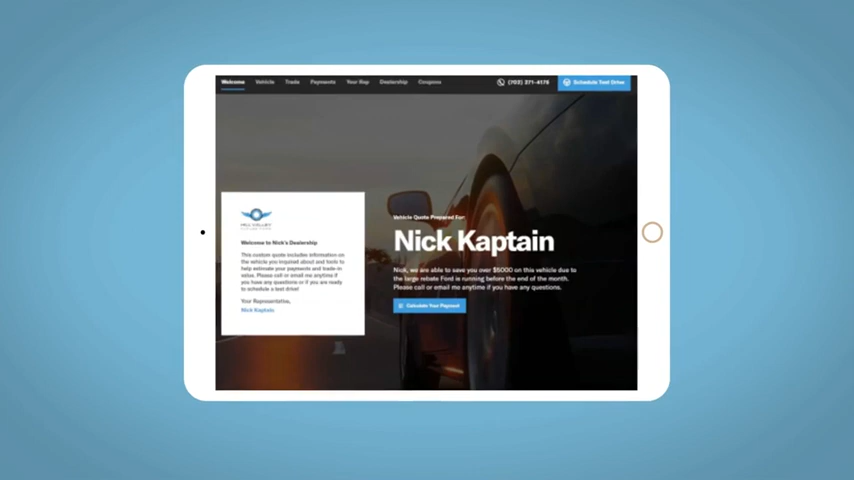 Welcome Vehicle Trade Payments Your Rep Dealership Coupons (702) 371-4175 Schedule Test Drive
HILL VALLEY
Welcome to Nick's Dealership
This custom quote includes information on
the vehicle you inquired about and tools to
help estimate your payments and trade-in
value. Please call or email me anytime if
you have any questions or if you are ready
to schedule a test drive!
Your Representative,
Nick Kaptain
Vehicle Quote Prepared For:
Nick Kaptain
Nick, we are able to save you over $5000 on this vehicle due to
the large rebate Ford is running before the end of the month.
Please call or email me anytime if you have any questions.
Calculate Your Payment